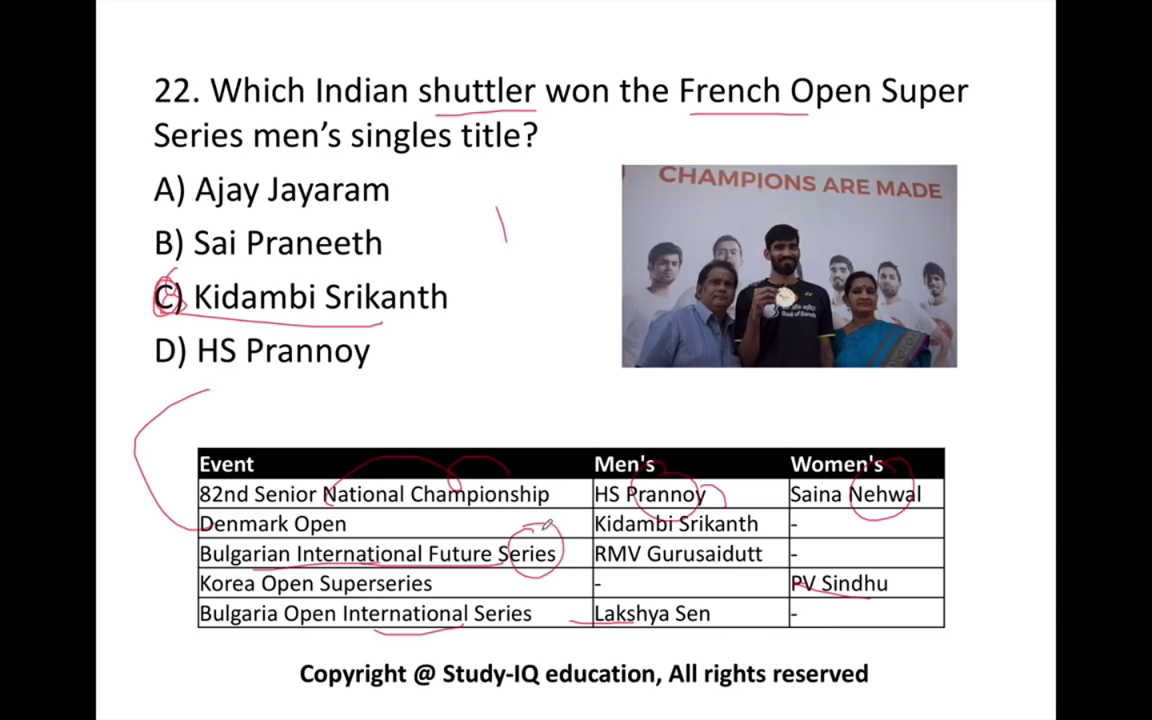 22. Which Indian shuttler won the French Open Super
Series men's singles title?
A) Ajay Jayaram
B) Sai Praneeth
C) Kidambi Srikanth
D) HS Prannoy
CHAMPIONS ARE MADE
Bank of Baroda
Event Men's Women's
82nd Senior National Championship HS Prannoy Saina Nehwal
Denmark Open Kidambi Srikanth -
Bulgarian International Future Series RMV Gurusaidutt -
Korea Open Superseries - PV Sindhu
Bulgaria Open International Series Lakshya Sen -
Copyright @ Study-IQ education, All rights reserved